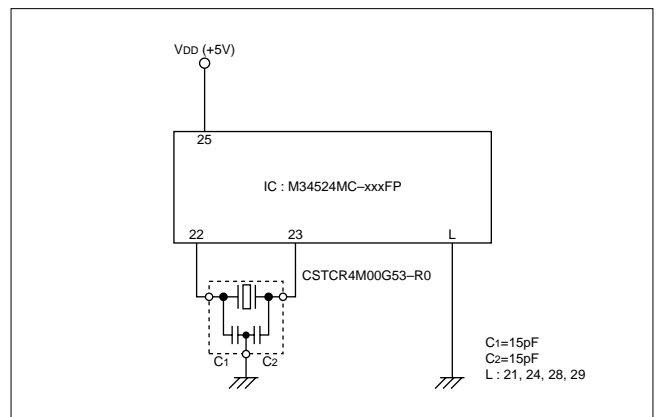 VDD (+5V)
25
IC : M34524MC–xxxFP
22 23 L
CSTCR4M00G53–R0
C1 C2
C1=15pF
C2=15pF
L : 21, 24, 28, 29